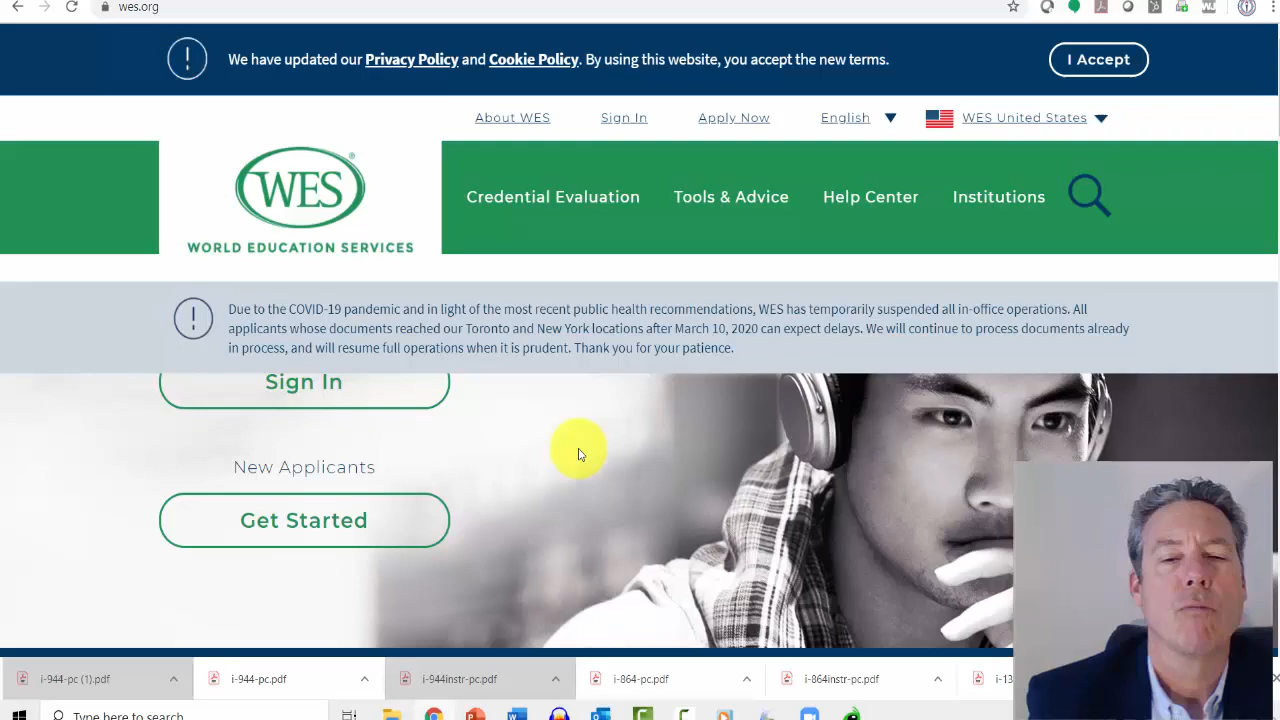 wes.org
We have updated our Privacy Policy and Cookie Policy. By using this website, you accept the new terms.
I Accept
About WES
Sign In
Apply Now
English
WES United States
WES
WORLD EDUCATION SERVICES
Credential Evaluation
Tools & Advice
Help Center
Institutions
Due to the COVID-19 pandemic and in light of the most recent public health recommendations, WES has temporarily suspended all in-office operations. All
applicants whose documents reached our Toronto and New York locations after March 10, 2020 can expect delays. We will continue to process documents already
in process, and will resume full operations when it is prudent. Thank you for your patience.
Sign In
New Applicants
Get Started
i-944-pc (1).pdf
i-944-pc.pdf
i-944instr-pc.pdf
i-864-pc.pdf
i-864instr-pc.pdf
i-13
Type here to search